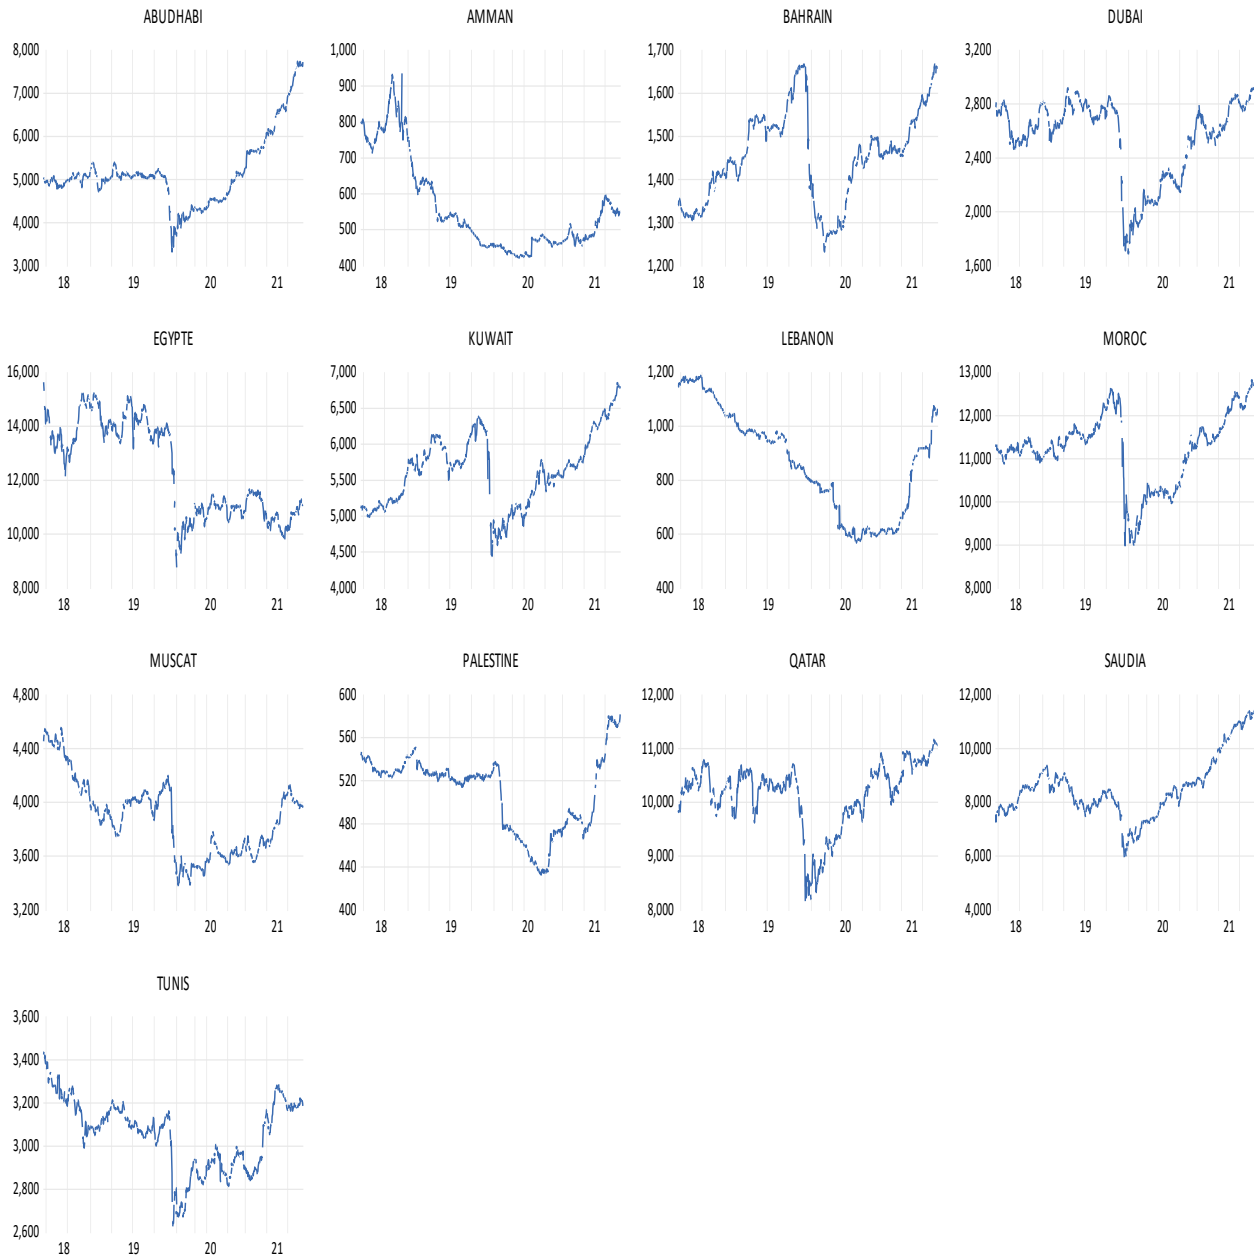 ABUDHABI
8,000
7,000
6,000
5,000
4,000
3,000
18 19 20 21
AMMAN
1,000
900
800
700
600
500
400
18 19 20 21
BAHRAIN
1,700
1,600
1,500
1,400
1,300
1,200
18 19 20 21
DUBAI
3,200
2,800
2,400
2,000
1,600
18 19 20 21
EGYPTE
16,000
14,000
12,000
10,000
8,000
18 19 20 21
KUWAIT
7,000
6,500
6,000
5,500
5,000
4,500
4,000
18 19 20 21
LEBANON
1,200
1,000
800
600
400
18 19 20 21
MOROC
13,000
12,000
11,000
10,000
9,000
8,000
18 19 20 21
MUSCAT
4,800
4,400
4,000
3,600
3,200
18 19 20 21
PALESTINE
600
560
520
480
440
400
18 19 20 21
QATAR
12,000
11,000
10,000
9,000
8,000
18 19 20 21
SAUDIA
12,000
10,000
8,000
6,000
4,000
18 19 20 21
TUNIS
3,600
3,400
3,200
3,000
2,800
2,600
18 19 20 21